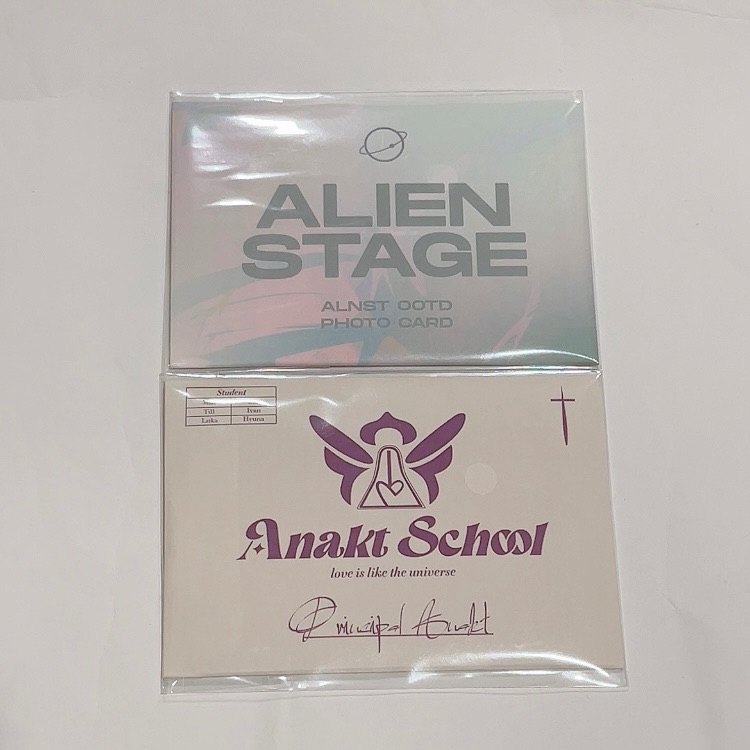 ALIEN
STAGE
ALNST OOTD
PHOTO CARD
Student
Till Ivan
Luka Hyuna
Anakt School
love is like the universe
Principal Anakt